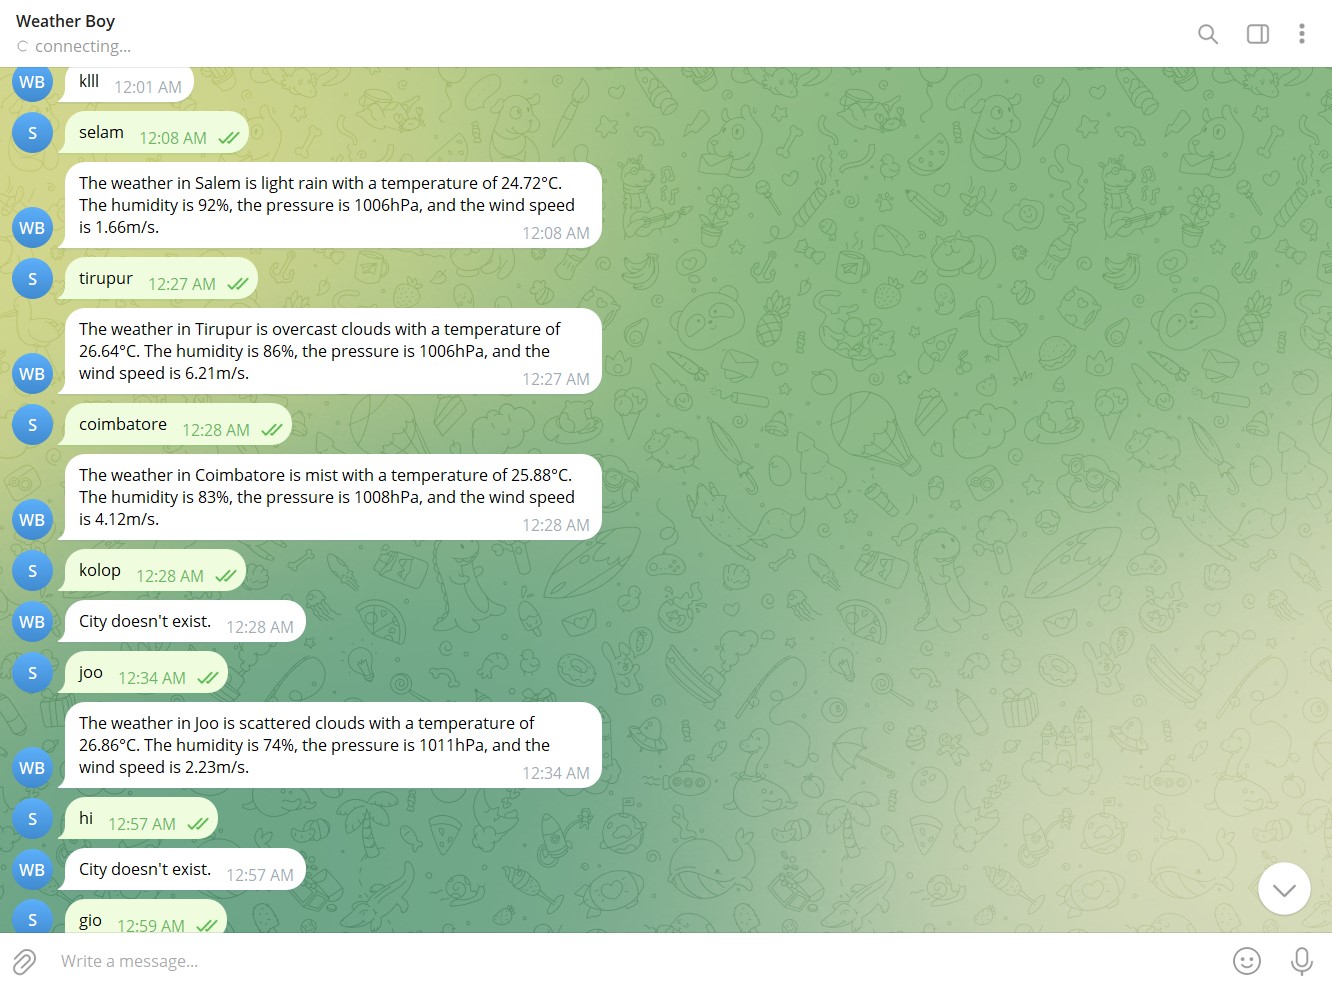 Weather Boy
connecting...
WB
klll 12:01 AM
S
selam 12:08 AM
The weather in Salem is light rain with a temperature of 24.72°C.
The humidity is 92%, the pressure is 1006hPa, and the wind speed
is 1.66m/s.
12:08 AM
WB
S
tirupur 12:27 AM
The weather in Tirupur is overcast clouds with a temperature of
26.64°C. The humidity is 86%, the pressure is 1006hPa, and the
wind speed is 6.21m/s.
12:27 AM
WB
S
coimbatore 12:28 AM
The weather in Coimbatore is mist with a temperature of 25.88°C.
The humidity is 83%, the pressure is 1008hPa, and the wind speed
is 4.12m/s.
12:28 AM
WB
S
kolop 12:28 AM
WB
City doesn't exist. 12:28 AM
S
joo 12:34 AM
The weather in Joo is scattered clouds with a temperature of
26.86°C. The humidity is 74%, the pressure is 1011hPa, and the
wind speed is 2.23m/s.
12:34 AM
WB
S
hi 12:57 AM
WB
City doesn't exist. 12:57 AM
S
gio 12:59 AM
Write a message...